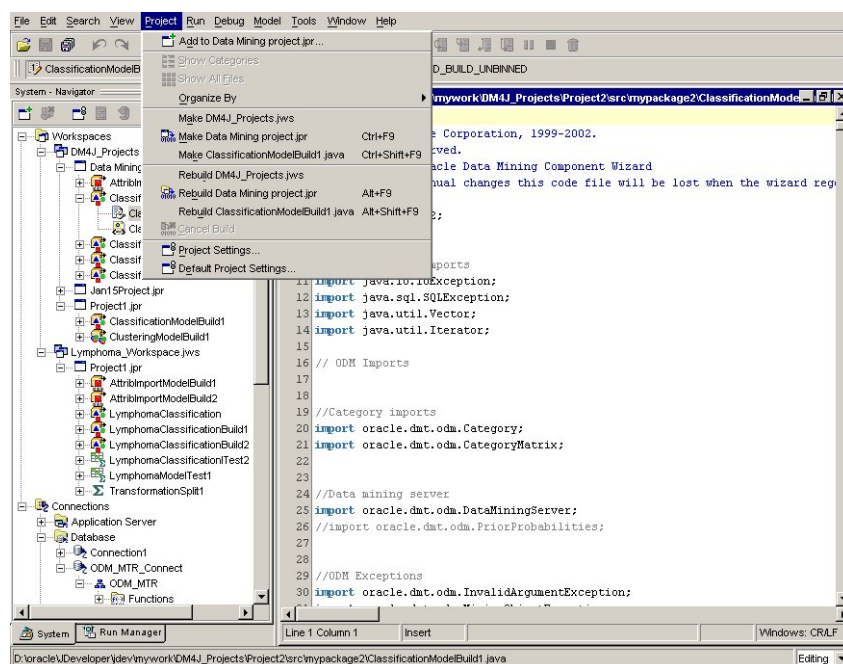 File Edit Search View Project Run Debug Model Tools Window Help
Add to Data Mining project.jpr...
Show Categories
Show All Files
Organize By
Make DM4J_Projects.jws
Make Data Mining project.jpr Ctrl+F9
Make ClassificationModelBuild1.java Ctrl+Shift+F9
Rebuild DM4J_Projects.jws
Rebuild Data Mining project.jpr Alt+F9
Rebuild ClassificationModelBuild1.java Alt+Shift+F9
Cancel Build
Project Settings...
Default Project Settings...
ClassificationModelB
D_BUILD_UNBINNED
System - Navigator
Workspaces
DM4J_Projects
Data Mining
AttribIm
Classif
Cla
Cl
Classif
Classif
Classif
Jan15Project.jpr
Project1.jpr
ClassificationModelBuild1
ClusteringModelBuild1
Lymphoma_Workspace.jws
Project1.jpr
AttribImportModelBuild1
AttribImportModelBuild2
LymphomaClassification
LymphomaClassificationBuild1
LymphomaClassificationBuild2
LymphomaClassificationlTest2
LymphomaModelTest1
TransformationSplit1
Connections
Application Server
Database
Connection1
ODM_MTR_Connect
ODM_MTR
Functions
System Run Manager
\mywork\DM4J_Projects\Project2\src\mypackage2\ClassificationMode
e Corporation, 1999-2002.
rved.
acle Data Mining Component Wizard
nual changes this code file will be lost when the wizard rege
2;
mports
11 import java.io.IOException;
12 import java.sql.SQLException;
13 import java.util.Vector;
14 import java.util.Iterator;
15
16 // ODM Imports
17
18
19 //Category imports
20 import oracle.dmt.odm.Category;
21 import oracle.dmt.odm.CategoryMatrix;
22
23
24 //Data mining server
25 import oracle.dmt.odm.DataMiningServer;
26 //import oracle.dmt.odm.PriorProbabilities;
27
28
29 //ODM Exceptions
30 import oracle.dmt.odm.InvalidArgumentException;
Line 1 Column 1 Insert Windows: CR/LF
D:\oracle\JDeveloper\jdev\mywork\DM4J_Projects\Project2\src\mypackage2\ClassificationModelBuild1.java Editing